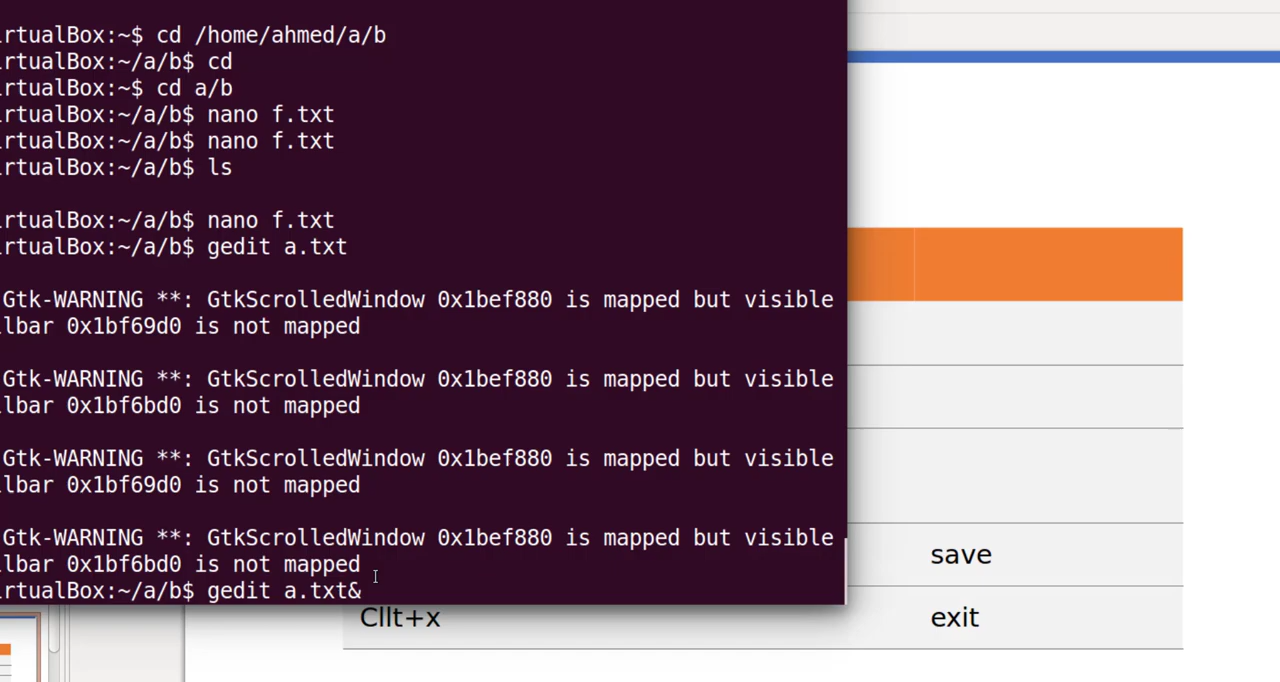 rtualBox:~$ cd /home/ahmed/a/b
rtualBox:~/a/b$ cd
rtualBox:~$ cd a/b
rtualBox:~/a/b$ nano f.txt
rtualBox:~/a/b$ nano f.txt
rtualBox:~/a/b$ ls
rtualBox:~/a/b$ nano f.txt
rtualBox:~/a/b$ gedit a.txt
Gtk-WARNING **: GtkScrolledWindow 0x1bef880 is mapped but visible
lbar 0x1bf69d0 is not mapped
Gtk-WARNING **: GtkScrolledWindow 0x1bef880 is mapped but visible
lbar 0x1bf6bd0 is not mapped
Gtk-WARNING **: GtkScrolledWindow 0x1bef880 is mapped but visible
lbar 0x1bf69d0 is not mapped
Gtk-WARNING **: GtkScrolledWindow 0x1bef880 is mapped but visible
lbar 0x1bf6bd0 is not mapped
rtualBox:~/a/b$ gedit a.txt&
save
Cllt+x exit